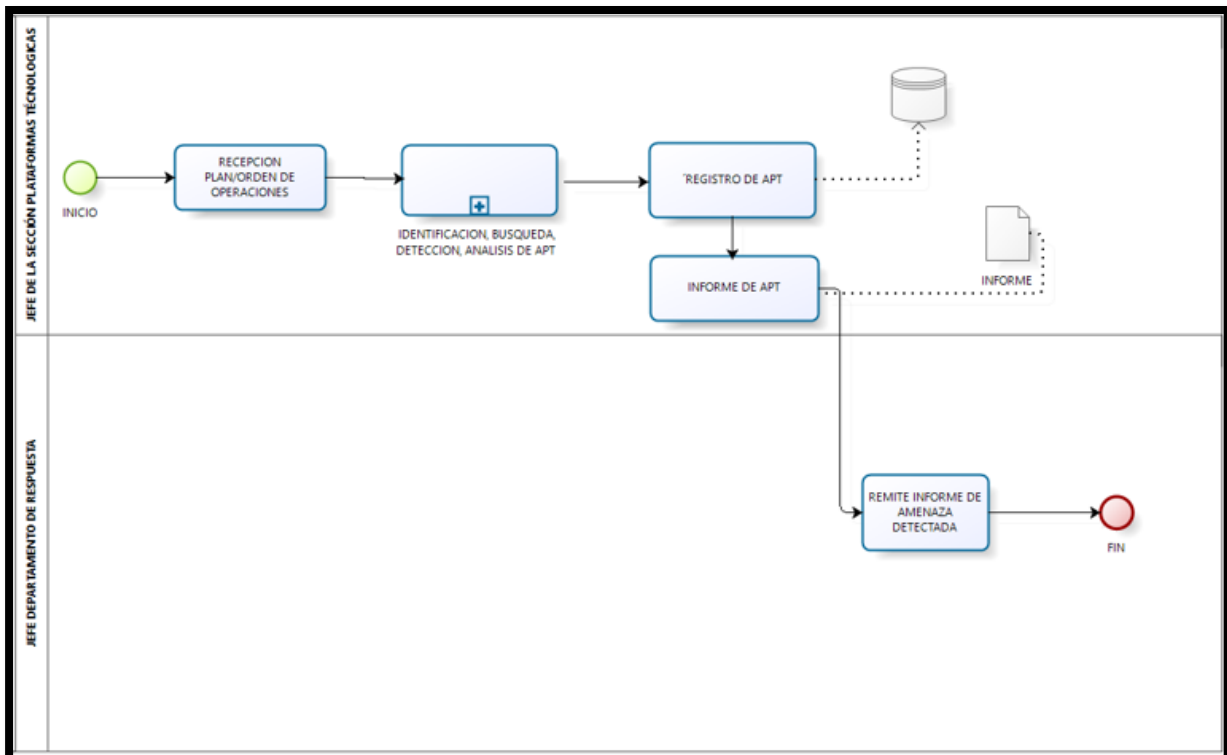 JEFE DE LA SECCIÓN PLATAFORMAS TÉCNOLOGICAS
INICIO
RECEPCION
PLAN/ORDEN DE
OPERACIONES
IDENTIFICACION, BUSQUEDA,
DETECCION, ANALISIS DE APT
´REGISTRO DE APT
INFORME DE APT
INFORME
JEFE DEPARTAMENTO DE RESPUESTA
REMITE INFORME DE
AMENAZA
DETECTADA
FIN